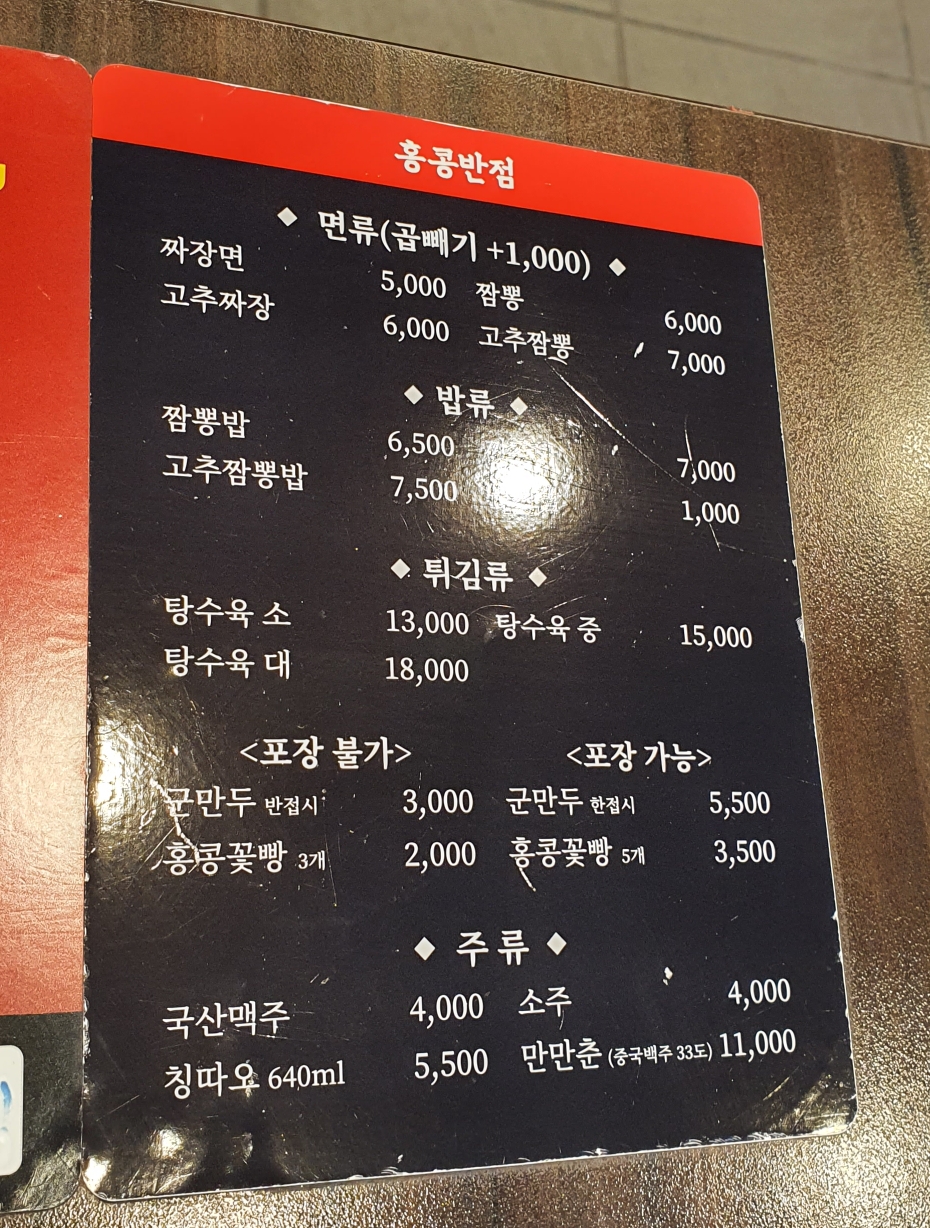 홍콩반점
◆ 면류(곱빼기 +1,000) ◆
짜장면 5,000 짬뽕 6,000
고추짜장 6,000 고추짬뽕 7,000
◆ 밥류 ◆
짬뽕밥 6,500 7,000
고추짬뽕밥 7,500 1,000
◆ 튀김류 ◆
탕수육 소 13,000 탕수육 중 15,000
탕수육 대 18,000
<포장 불가> <포장 가능>
군만두 반접시 3,000 군만두 한접시 5,500
홍콩꽃빵 3개 2,000 홍콩꽃빵 5개 3,500
◆ 주류 ◆
국산맥주 4,000 소주 4,000
칭따오 640ml 5,500 만만춘 (중국백주 33도) 11,000